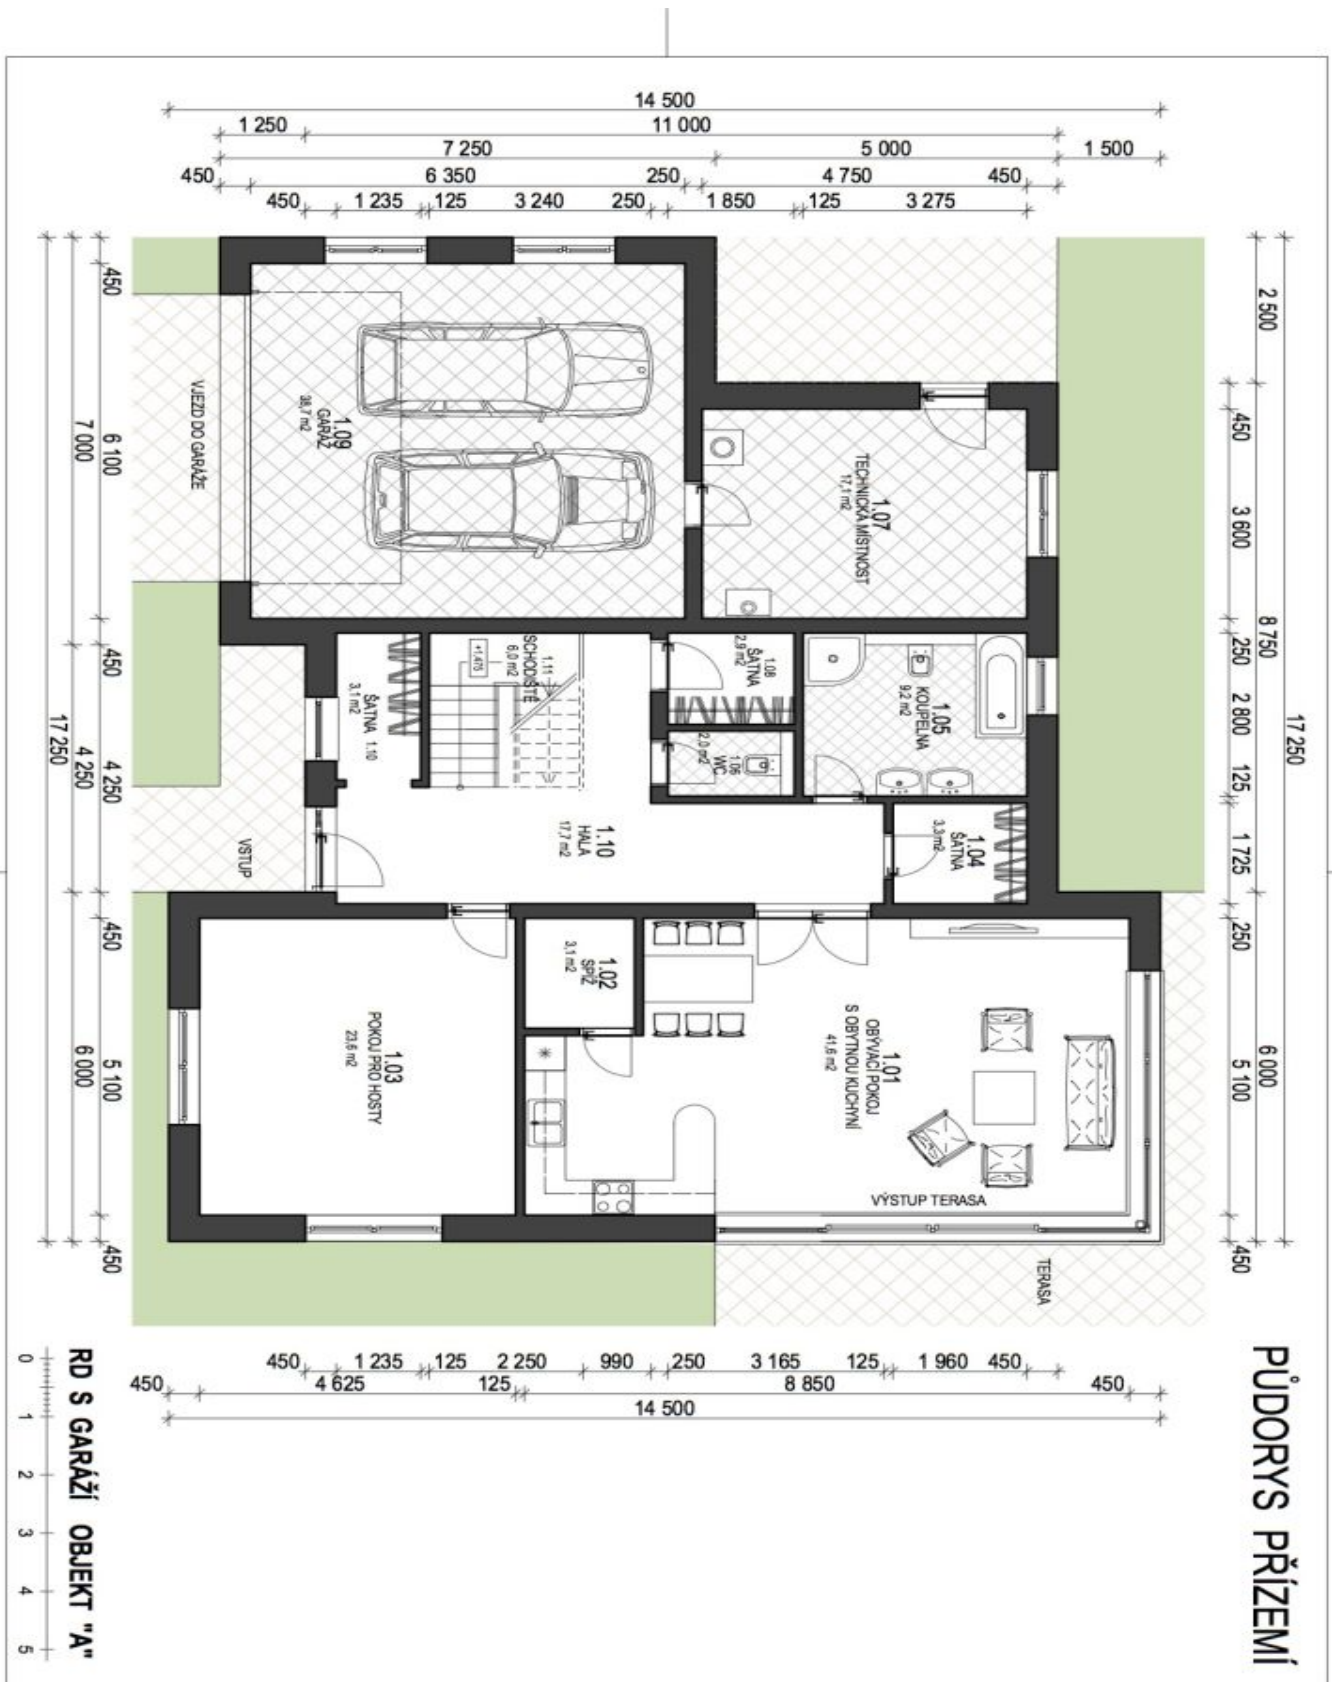 14 500
1 250
11 000
7 250
5 000
1 500
450
6 350
250
4 750
450
450
1 235
125
3 240
250
1 850
125
3 275
17 250
7 000
4 250
6 000
450
6 100
450
4 250
450
5 100
450
2 500
8 750
6 000
17 250
450
3 600
250
2 800
125
1 725
250
5 100
450
VJEZD DO GARÁŽE
1.09
GARÁŽ
38,7 m2
1.07
TECHNICKÁ MÍSTNOST
17,1 m2
ŠATNA 1.10
3,1 m2
1.11
SCHODIŠTĚ
6,0 m2
+1,475
1.08
ŠATNA
2,9 m2
1.06
WC
2,0 m2
1.05
KOUPELNA
9,2 m2
VSTUP
1.10
HALA
17,7 m2
1.04
ŠATNA
3,3 m2
1.03
POKOJ PRO HOSTY
23,6 m2
1.02
SPÍŽ
3,1 m2
1.01
OBÝVACÍ POKOJ
S OBYTNOU KUCHYNÍ
41,6 m2
VÝSTUP TERASA
TERASA
450
1 235
125
2 250
990
250
3 165
125
1 960
450
450
4 625
125
8 850
450
14 500
PŮDORYS PŘÍZEMÍ
RD S GARÁŽÍ OBJEKT "A"
0 1 2 3 4 5